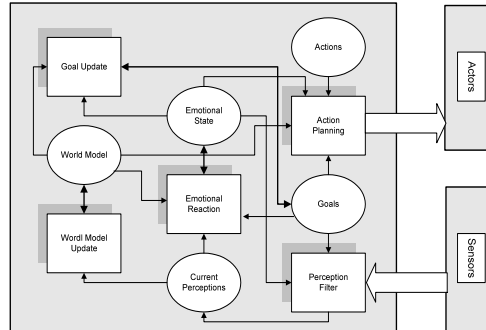 Goal Update
Actions
Actors
Emotional
State
Action
Planning
World Model
Emotional
Reaction
Goals
Wordl Model
Update
Current
Perceptions
Perception
Filter
Sensors